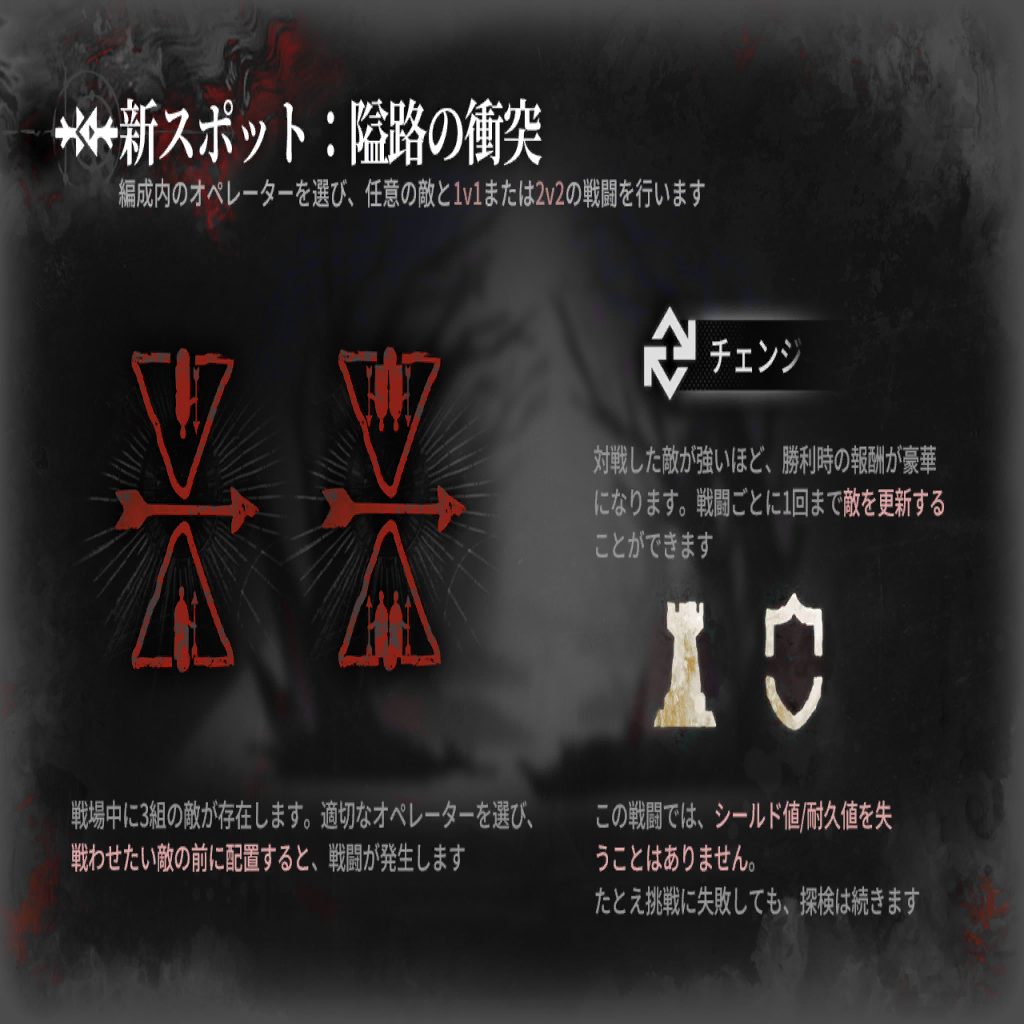 新スポット：隘路の衝突
編成内のオペレーターを選び、任意の敵と1v1または2v2の戦闘を行います
チェンジ
対戦した敵が強いほど、勝利時の報酬が豪華
になります。戦闘ごとに1回まで敵を更新する
ことができます
戦場中に3組の敵が存在します。適切なオペレーターを選び、
戦わせたい敵の前に配置すると、戦闘が発生します
この戦闘では、シールド値/耐久値を失
うことはありません。
たとえ挑戦に失敗しても、探検は続きます